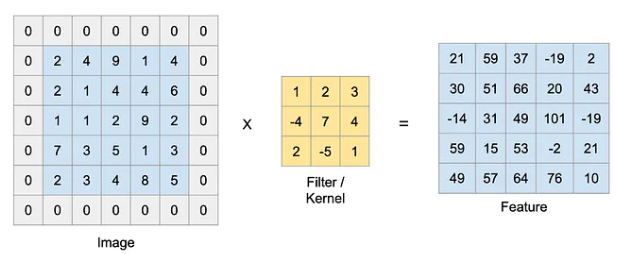 0 0 0 0 0 0 0
0 2 4 9 1 4 0
0 2 1 4 4 6 0
0 1 1 2 9 2 0
0 7 3 5 1 3 0
0 2 3 4 8 5 0
0 0 0 0 0 0 0
Image
x
1 2 3
-4 7 4
2 -5 1
Filter /
Kernel
=
21 59 37 -19 2
30 51 66 20 43
-14 31 49 101 -19
59 15 53 -2 21
49 57 64 76 10
Feature